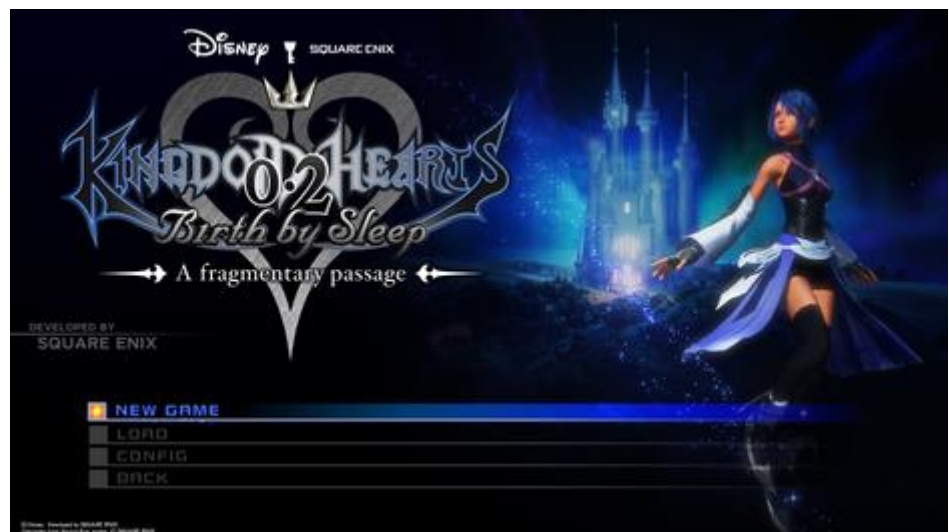 Disney SQUARE ENIX
KINGDOM HEARTS
0.2
Birth by Sleep
A fragmentary passage
DEVELOPED BY
SQUARE ENIX
NEW GAME
LOAD
CONFIG
BACK